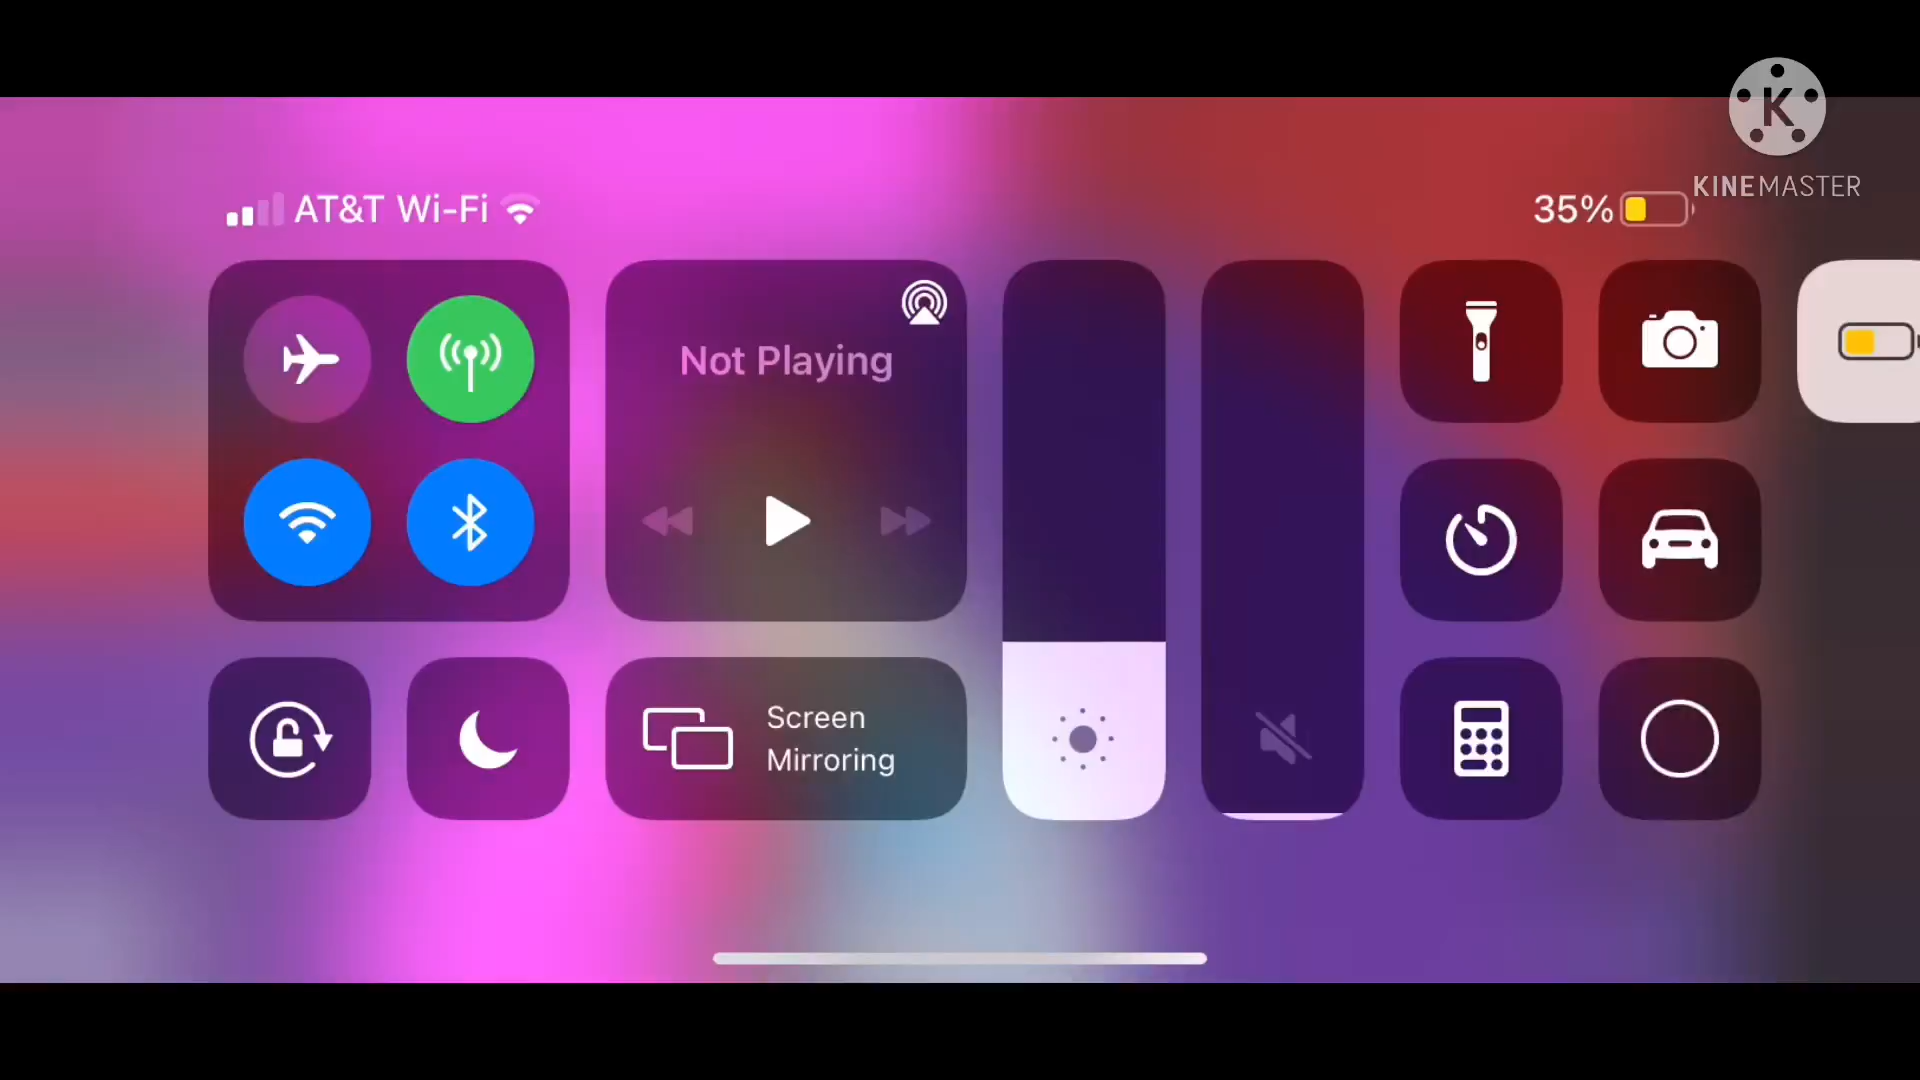 AT&T Wi-Fi
35%
K
KINEMASTER
Not Playing
Screen
Mirroring